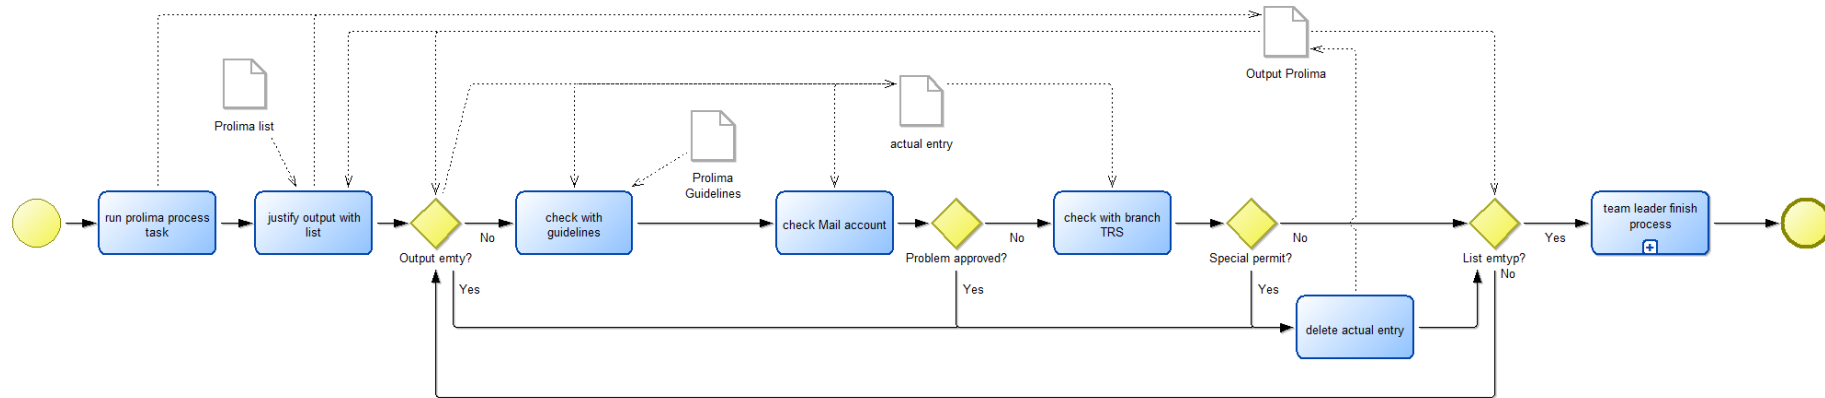 Output Prolima
Prolima list
actual entry
Prolima
Guidelines
run prolima process
task
justify output with
list
Output emty?
No
Yes
check with
guidelines
check Mail account
Problem approved?
No
Yes
check with branch
TRS
Special permit?
No
Yes
delete actual entry
List emtyp?
No
Yes
team leader finish
process